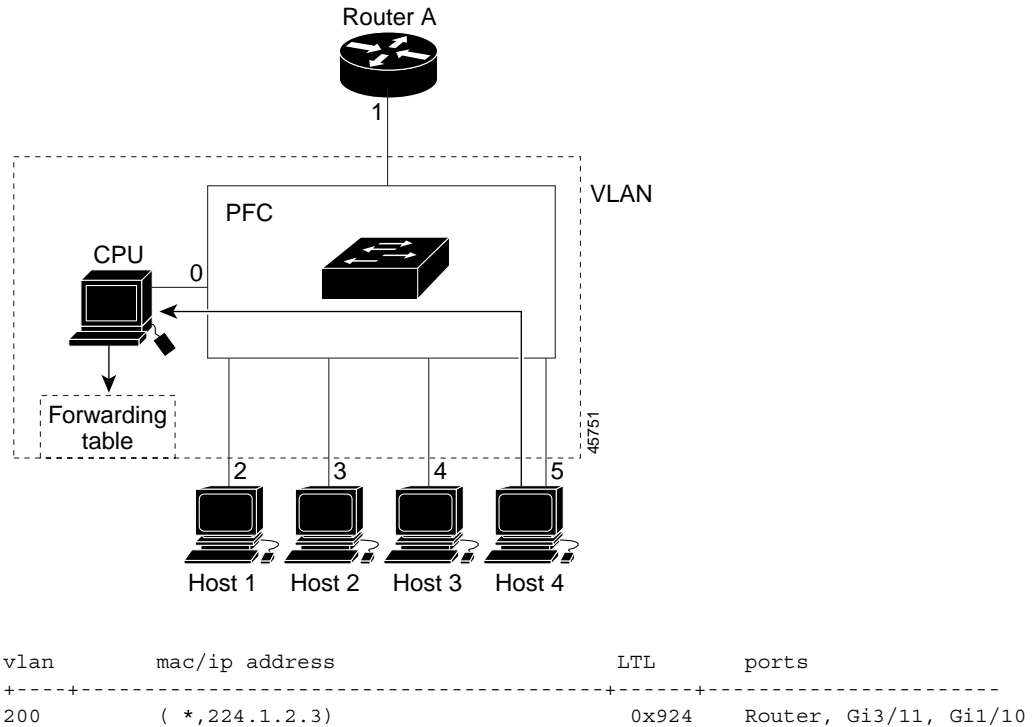 Router A
1
VLAN
PFC
CPU
0
Forwarding
table
45751
2 3 4 5
Host 1 Host 2 Host 3 Host 4
vlan mac/ip address LTL ports
+----+-----------------------------------------+------+-----------------------
200 ( *,224.1.2.3) 0x924 Router, Gi3/11, Gi1/10